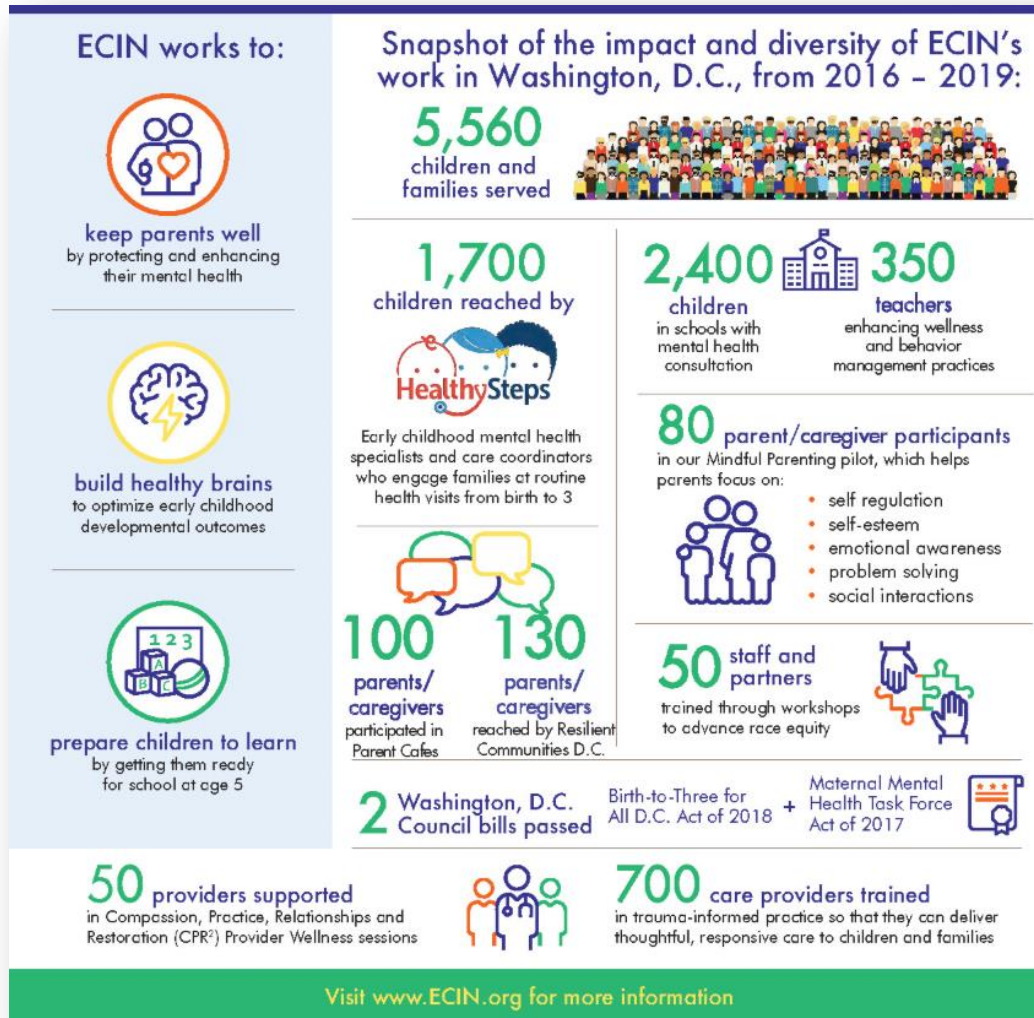 ECIN works to:
keep parents well
by protecting and enhancing
their mental health
build healthy brains
to optimize early childhood
developmental outcomes
1 2 3
A
B C
prepare children to learn
by getting them ready
for school at age 5
Snapshot of the impact and diversity of ECIN's
work in Washington, D.C., from 2016 – 2019:
5,560
children and
families served
1,700
children reached by
HealthySteps
Early childhood mental health
specialists and care coordinators
who engage families at routine
health visits from birth to 3
100
parents/
caregivers
participated in
Parent Cafes
130
parents/
caregivers
reached by Resilient
Communities D.C.
2,400
children
in schools with
mental health
consultation
350
teachers
enhancing wellness
and behavior
management practices
80 parent/caregiver participants
in our Mindful Parenting pilot, which helps
parents focus on:
• self regulation
• self-esteem
• emotional awareness
• problem solving
• social interactions
50 staff and
partners
trained through workshops
to advance race equity
2 Washington, D.C.
Council bills passed
Birth-to-Three for
All D.C. Act of 2018
+
Maternal Mental
Health Task Force
Act of 2017
50 providers supported
in Compassion, Practice, Relationships and
Restoration (CPR²) Provider Wellness sessions
700 care providers trained
in trauma-informed practice so that they can deliver
thoughtful, responsive care to children and families
Visit www.ECIN.org for more information